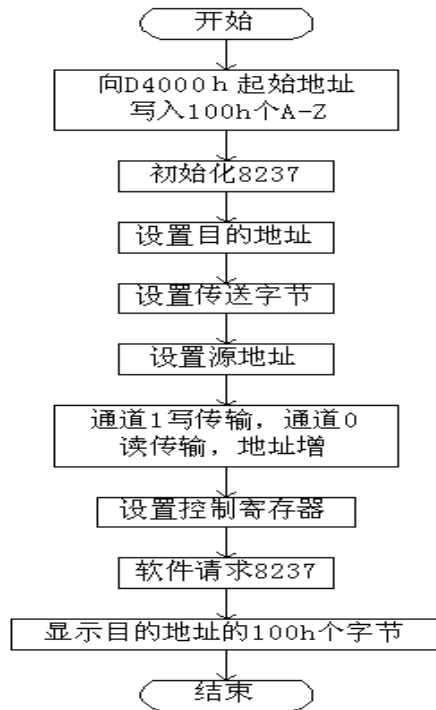 开始
向D4000h 起始地址
写入100h个A-Z
初始化8237
设置目的地址
设置传送字节
设置源地址
通道1写传输，通道0
读传输，地址增
设置控制寄存器
软件请求8237
显示目的地址的100h个字节
结束